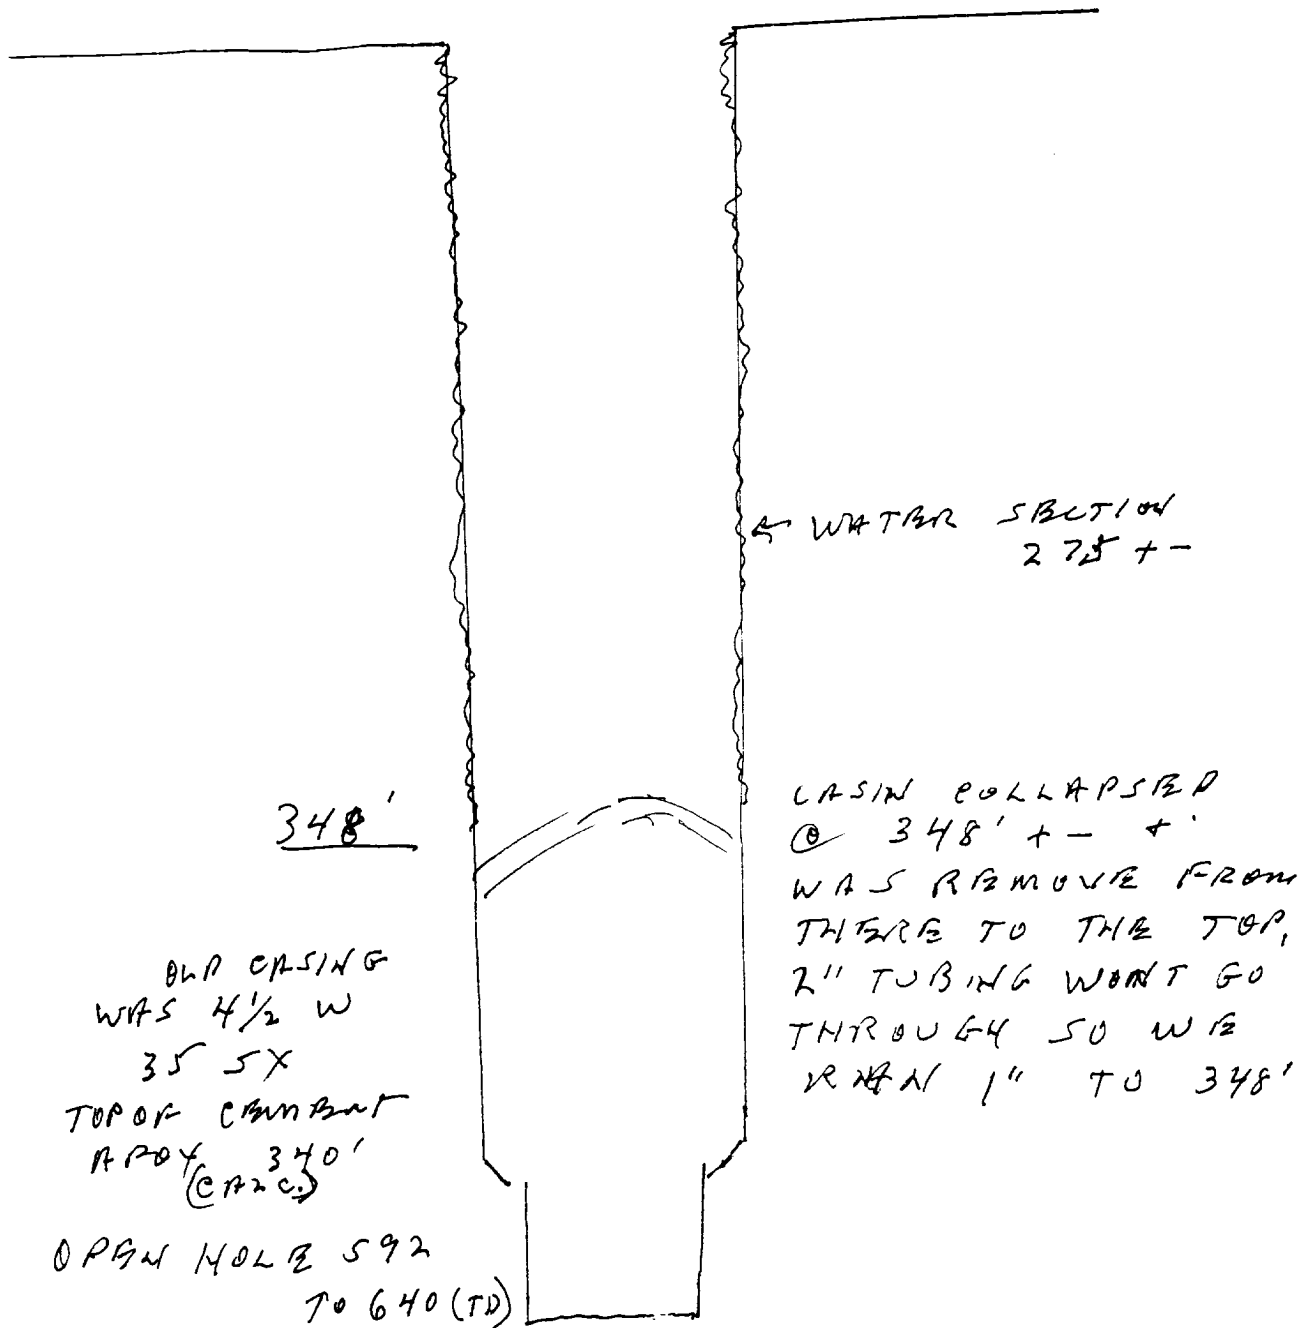 ← WATER SECTION
275 + -
348'
CASIN COLLAPSED
@ 348' + - +
WAS REMOVE FROM
THERE TO THE TOP,
2" TUBING WONT GO
THROUGH SO WE
RAN 1" TO 348'
OLD CASING
WAS 4 1/2 W
35 SX
TOP OF CEMENT
APOX 340'
(CALC.)
OPEN HOLE 592
TO 640 (TD)